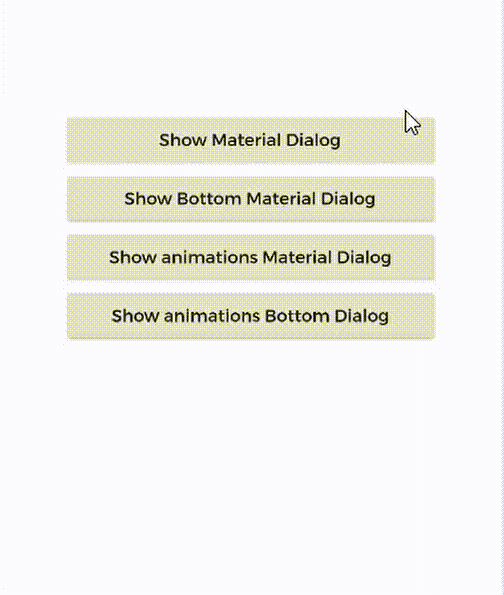 Show Material Dialog
Show Bottom Material Dialog
Show animations Material Dialog
Show animations Bottom Dialog